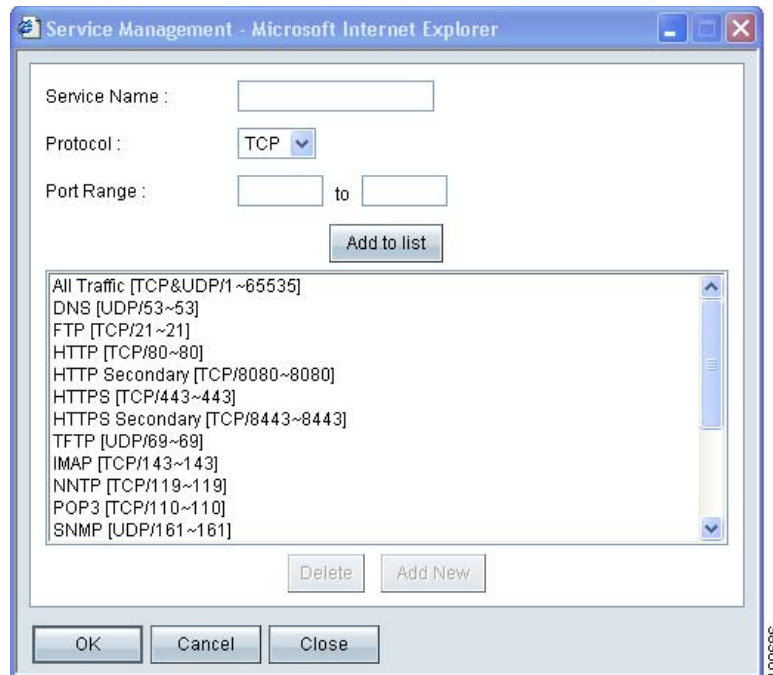 Service Management - Microsoft Internet Explorer
Service Name :
Protocol : TCP
Port Range : to
Add to list
All Traffic [TCP&UDP/1~65535]
DNS [UDP/53~53]
FTP [TCP/21~21]
HTTP [TCP/80~80]
HTTP Secondary [TCP/8080~8080]
HTTPS [TCP/443~443]
HTTPS Secondary [TCP/8443~8443]
TFTP [UDP/69~69]
IMAP [TCP/143~143]
NNTP [TCP/119~119]
POP3 [TCP/110~110]
SNMP [UDP/161~161]
Delete Add New
OK Cancel Close